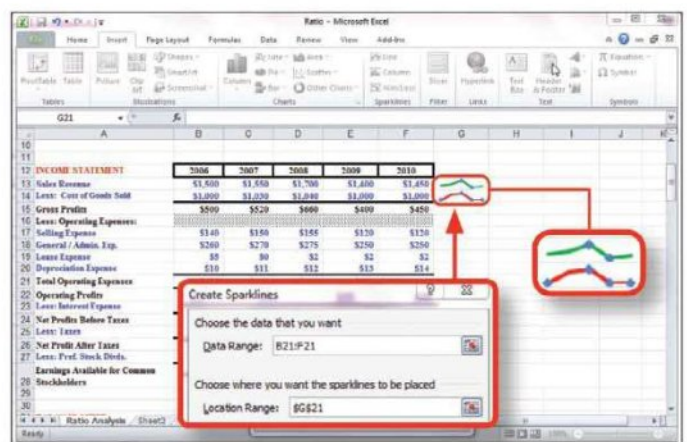 Ratio - Microsoft Excel
Home Insert Page Layout Formulas Data Review View Add-Ins
PivotTable Table Picture Clip Art Shapes SmartArt Screenshot Column Line Area Pie Scatter Bar Other Charts Line Column Win/Loss Slicer Hyperlink Text Box Header & Footer Equation Symbol
Tables Illustrations Charts Sparklines Filter Links Text Symbols
G21 fx
A B C D E F G H I J K
10
11
12 INCOME STATEMENT 2006 2007 2008 2009 2010
13 Sales Revenue $1,500 $1,550 $1,700 $1,400 $1,450
14 Less: Cost of Goods Sold $1,000 $1,030 $1,040 $1,000 $1,000
15 Gross Profits $500 $520 $660 $400 $450
16 Less: Operating Expenses:
17 Selling Expense $140 $150 $155 $120 $120
18 General / Admin. Exp. $260 $270 $275 $250 $250
19 Lease Expense $5 $0 $2 $2 $2
20 Depreciation Expense $10 $11 $12 $13 $14
21 Total Operating Expenses
22 Operating Profits
23 Less: Interest Expense
24 Net Profits Before Taxes
25 Less: Taxes
26 Net Profit After Taxes
27 Less: Pref. Stock Divds.
Earnings Available for Common
28 Stockholders
29
30
Create Sparklines
Choose the data that you want
Data Range: B21:F21
Choose where you want the sparklines to be placed
Location Range: $G$21
Ratio Analysis Sheet2
Ready 100%